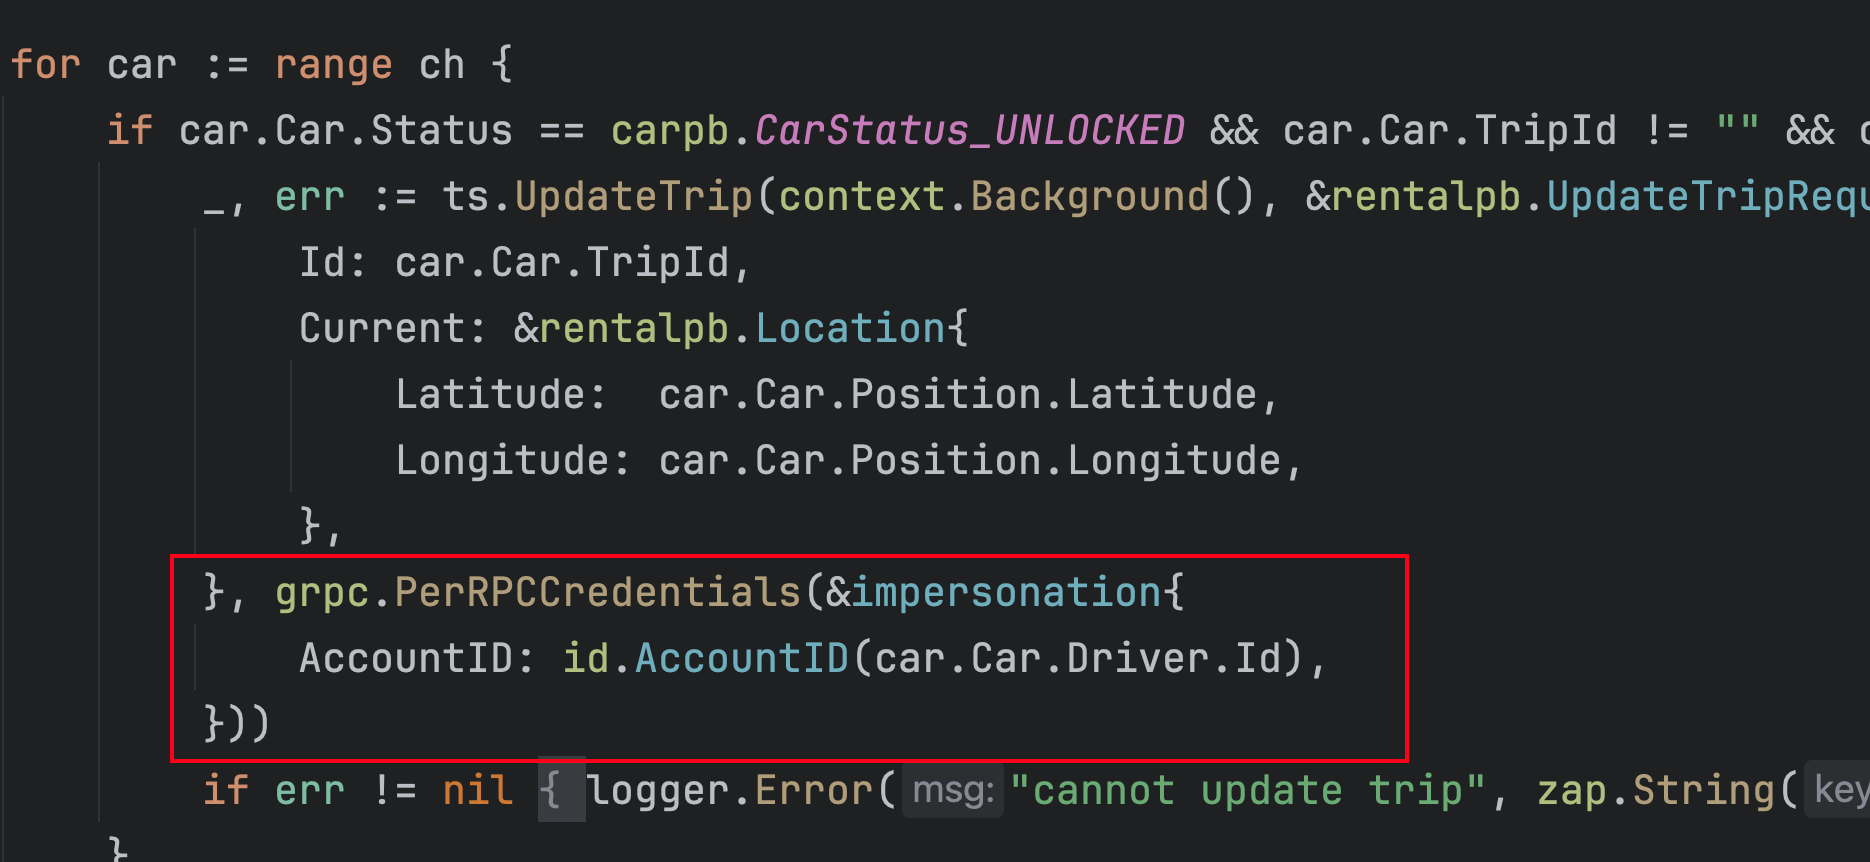 for car := range ch {
if car.Car.Status == carpb.CarStatus_UNLOCKED && car.Car.TripId != "" &&
_, err := ts.UpdateTrip(context.Background(), &rentalpb.UpdateTripRequ
Id: car.Car.TripId,
Current: &rentalpb.Location{
Latitude: car.Car.Position.Latitude,
Longitude: car.Car.Position.Longitude,
},
}, grpc.PerRPCCredentials(&impersonation{
AccountID: id.AccountID(car.Car.Driver.Id),
}))
if err != nil { logger.Error( msg: "cannot update trip", zap.String( key
}